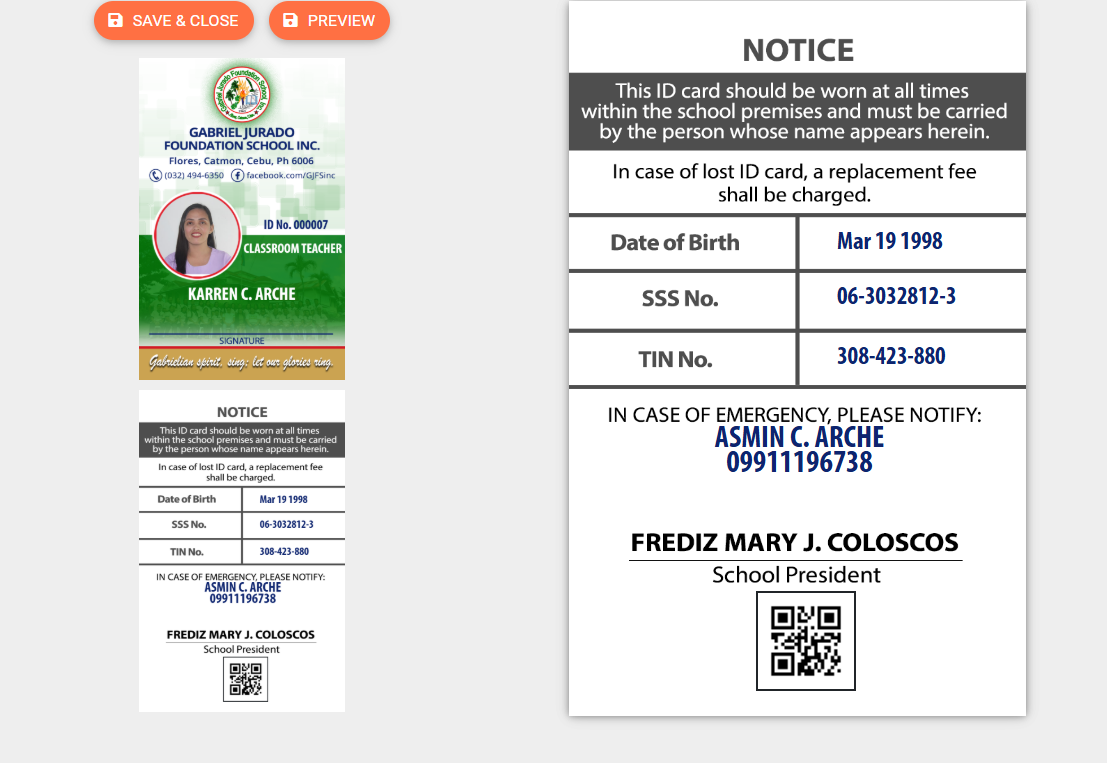 SAVE & CLOSE
PREVIEW
Gabriel Jurado Foundation School Inc.
GABRIEL JURADO
FOUNDATION SCHOOL INC.
Flores, Catmon, Cebu, Ph 6006
(032) 494-6350 facebook.com/GJFSinc
ID No. 000007
CLASSROOM TEACHER
KARREN C. ARCHE
SIGNATURE
Gabrielian spirit, sing; let our glories ring.
NOTICE
This ID card should be worn at all times
within the school premises and must be carried
by the person whose name appears herein.
In case of lost ID card, a replacement fee
shall be charged.
Date of Birth Mar 19 1998
SSS No. 06-3032812-3
TIN No. 308-423-880
IN CASE OF EMERGENCY, PLEASE NOTIFY:
ASMIN C. ARCHE
09911196738
FREDIZ MARY J. COLOSCOS
School President
NOTICE
This ID card should be worn at all times
within the school premises and must be carried
by the person whose name appears herein.
In case of lost ID card, a replacement fee
shall be charged.
Date of Birth Mar 19 1998
SSS No. 06-3032812-3
TIN No. 308-423-880
IN CASE OF EMERGENCY, PLEASE NOTIFY:
ASMIN C. ARCHE
09911196738
FREDIZ MARY J. COLOSCOS
School President